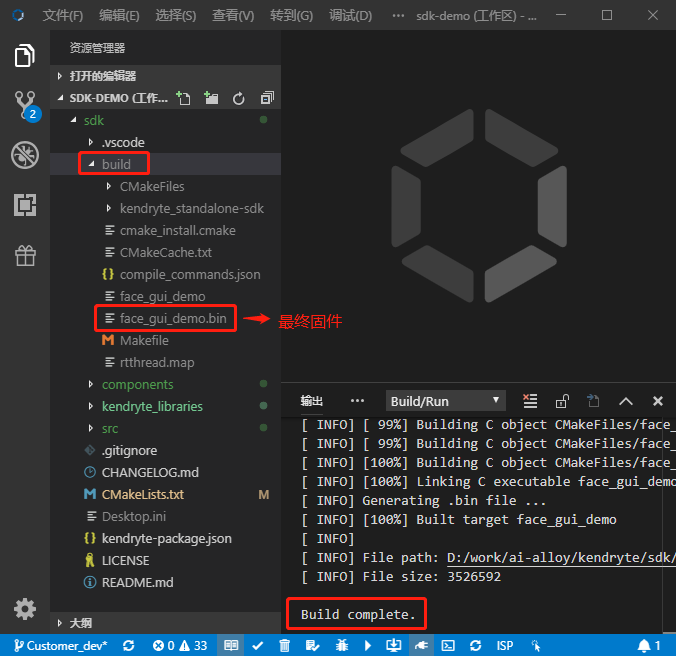 文件(F) 编辑(E) 选择(S) 查看(V) 转到(G) 调试(D) ··· sdk-demo (工作区) - ...
资源管理器
打开的编辑器
SDK-DEMO (工作...
sdk
.vscode
build
CMakeFiles
kendryte_standalone-sdk
cmake_install.cmake
CMakeCache.txt
compile_commands.json
face_gui_demo
face_gui_demo.bin
最终固件
Makefile
rtthread.map
components
kendryte_libraries
src
.gitignore
CHANGELOG.md
CMakeLists.txt M
Desktop.ini
kendryte-package.json
LICENSE
README.md
大纲
2
输出 ··· Build/Run
[ INFO] [ 99%] Building C object CMakeFiles/face_
[ INFO] [ 99%] Building C object CMakeFiles/face_
[ INFO] [100%] Building C object CMakeFiles/face_
[ INFO] [100%] Linking C executable face_gui_demo
[ INFO] Generating .bin file ...
[ INFO] [100%] Built target face_gui_demo
[ INFO]
[ INFO] File path: D:/work/ai-alloy/kendryte/sdk/
[ INFO] File size: 3526592
Build complete.
Customer_dev* 0 33 ISP 1